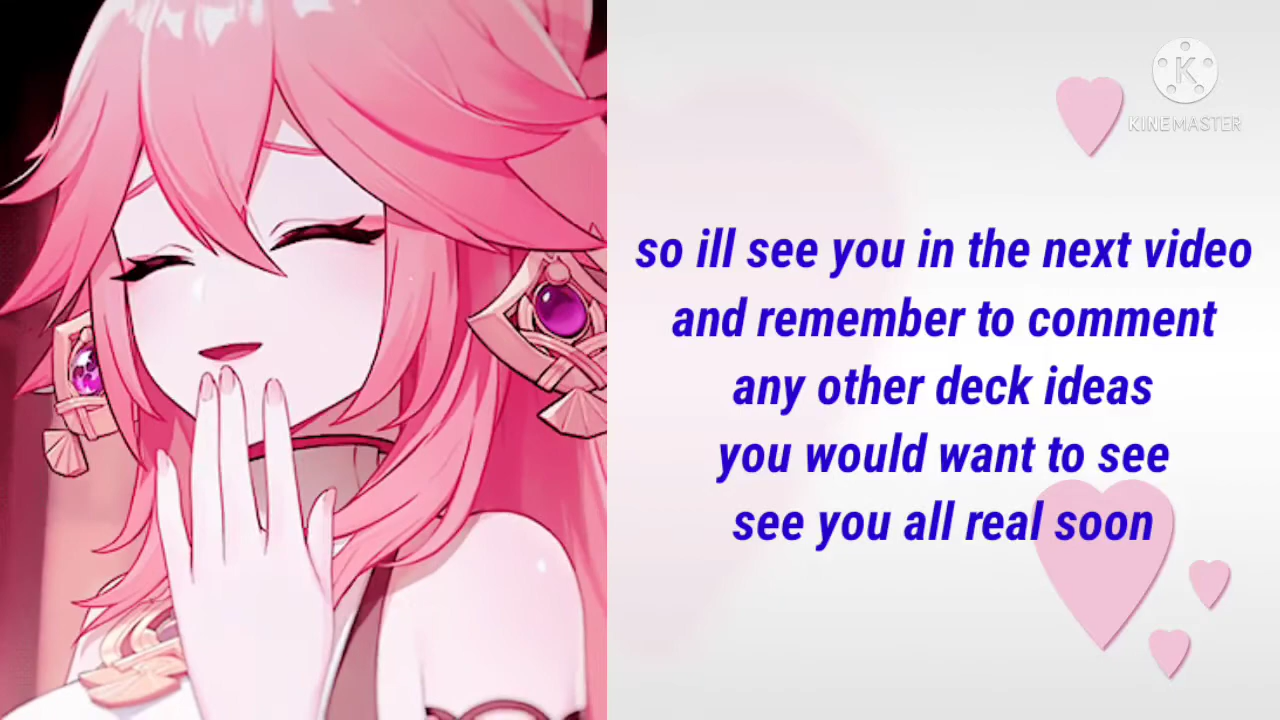 K
KINEMASTER
so ill see you in the next video
and remember to comment
any other deck ideas
you would want to see
see you all real soon